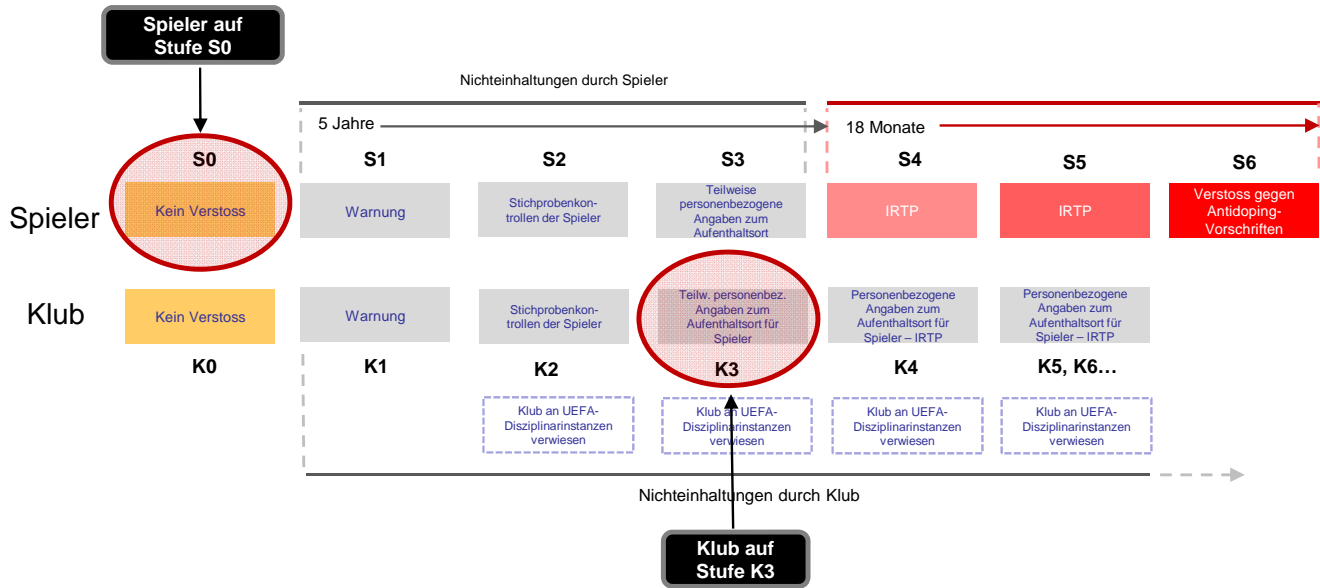 Spieler auf
Stufe S0
Nichteinhaltungen durch Spieler
5 Jahre
18 Monate
S0
S1
S2
S3
S4
S5
S6
Spieler
Kein Verstoss
Warnung
Stichprobenkon-
trollen der Spieler
Teilweise
personenbezogene
Angaben zum
Aufenthaltsort
IRTP
IRTP
Verstoss gegen
Antidoping-
Vorschriften
Klub
Kein Verstoss
Warnung
Stichprobenkon-
trollen der Spieler
Teilw. personenbez.
Angaben zum
Aufenthaltsort für
Spieler
Personenbezogene
Angaben zum
Aufenthaltsort für
Spieler – IRTP
Personenbezogene
Angaben zum
Aufenthaltsort für
Spieler – IRTP
K0
K1
K2
K3
K4
K5, K6…
Klub an UEFA-
Disziplinarinstanzen
verwiesen
Klub an UEFA-
Disziplinarinstanzen
verwiesen
Klub an UEFA-
Disziplinarinstanzen
verwiesen
Klub an UEFA-
Disziplinarinstanzen
verwiesen
Nichteinhaltungen durch Klub
Klub auf
Stufe K3